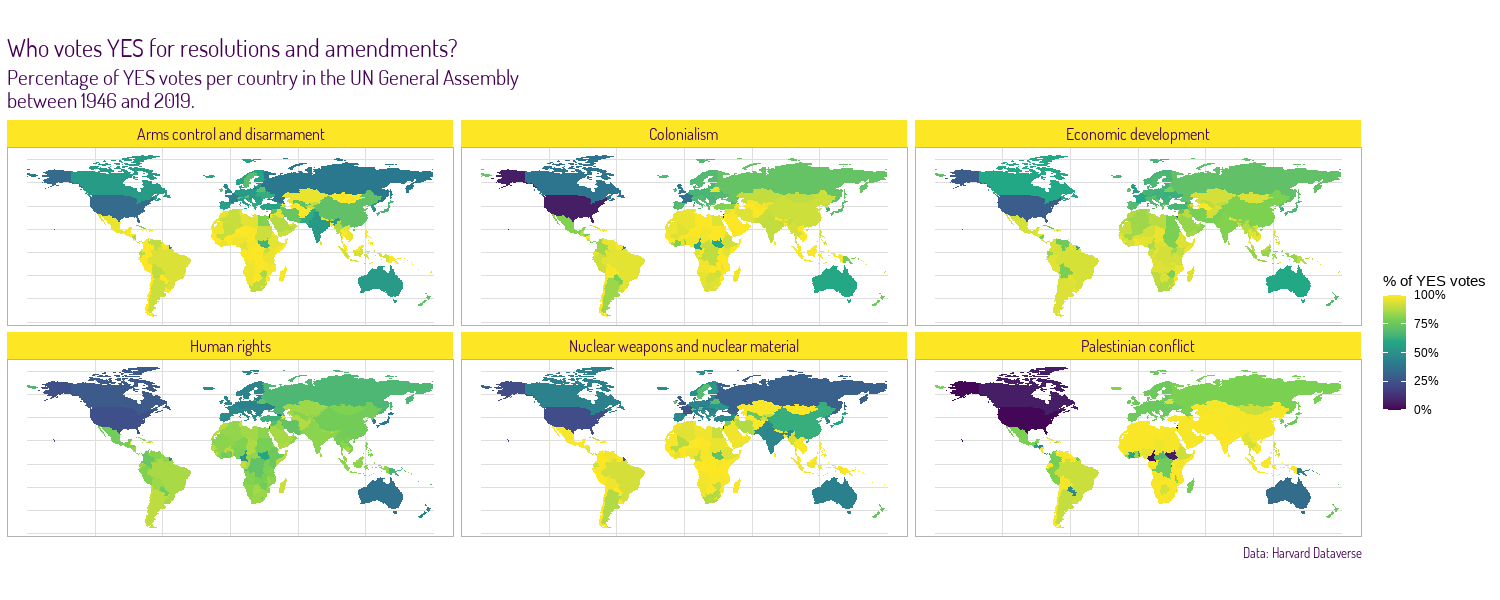 Who votes YES for resolutions and amendments?
Percentage of YES votes per country in the UN General Assembly
between 1946 and 2019.
Arms control and disarmament
Colonialism
Economic development
Human rights
Nuclear weapons and nuclear material
Palestinian conflict
% of YES votes
100%
75%
50%
25%
0%
Data: Harvard Dataverse